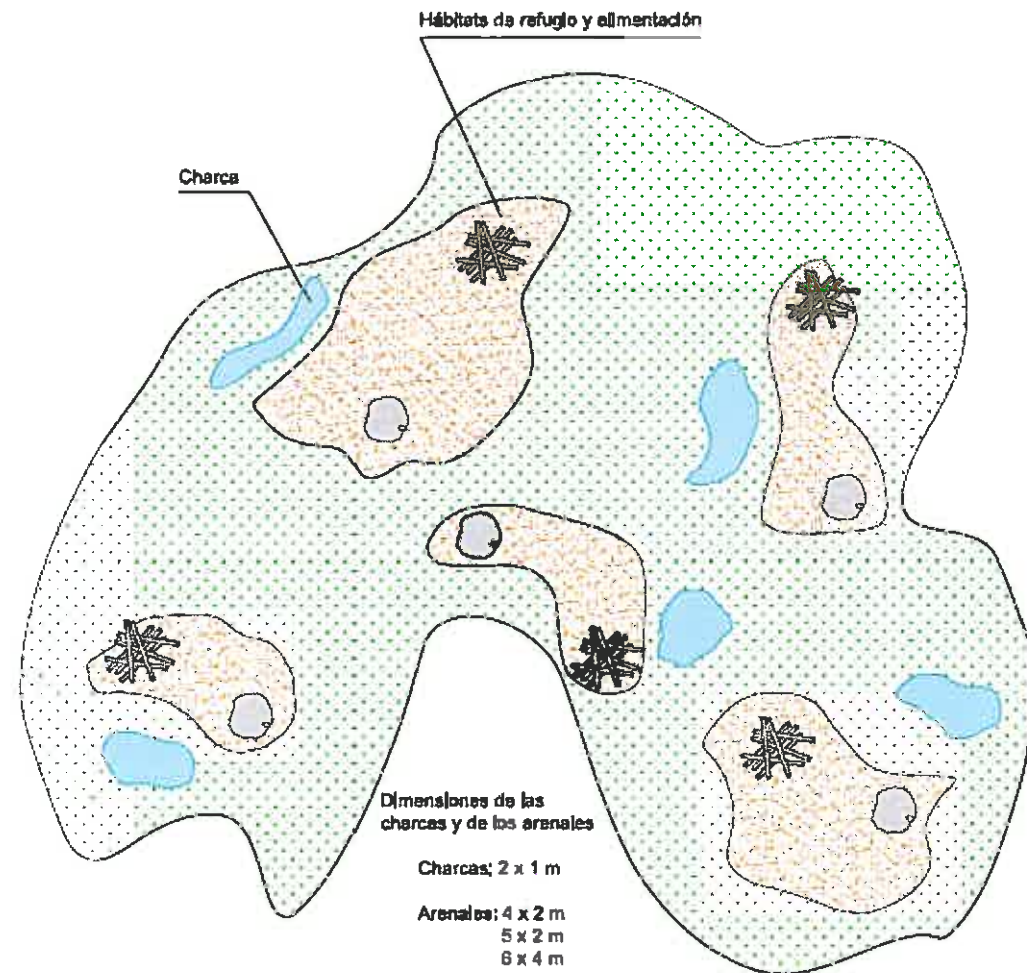 Hábitats de refugio y alimentación
Charca
Dimensiones de las
charcas y de los arenales
Charcas: 2 x 1 m
Arenales: 4 x 2 m
5 x 2 m
6 x 4 m